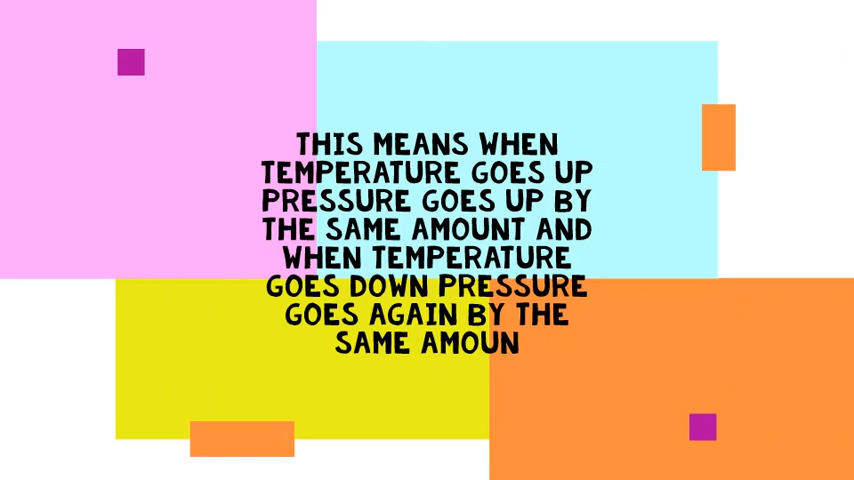 THIS MEANS WHEN
TEMPERATURE GOES UP
PRESSURE GOES UP BY
THE SAME AMOUNT AND
WHEN TEMPERATURE
GOES DOWN PRESSURE
GOES AGAIN BY THE
SAME AMOUN